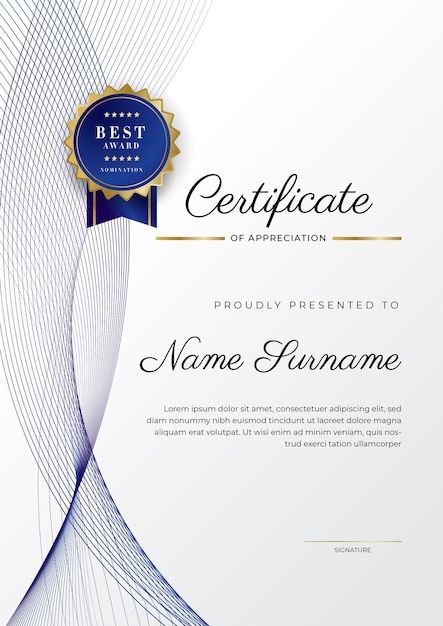 ★★★★★
BEST
AWARD
★★★★★
NOMINATION
Certificate
OF APPRECIATION
PROUDLY PRESENTED TO
Name Surname
Lorem ipsum dolor sit amet, consectetuer adipiscing elit, sed diam
nonummy nibh euismod tincidunt ut laoreet dolore magna
aliquam erat volutpat. Ut wisi enim ad minim veniam, quis nos-
trud exerci tation ullamcorper
SIGNATURE